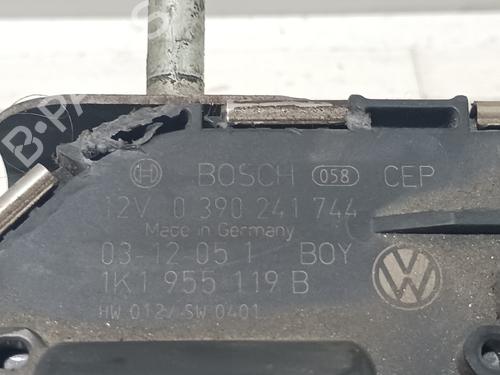 BOSCH 058 CEP
12V 0 390 241 744
Made in Germany
03-12-05 1 BOY
1K1 955 119 B
HW 012/ SW 0401